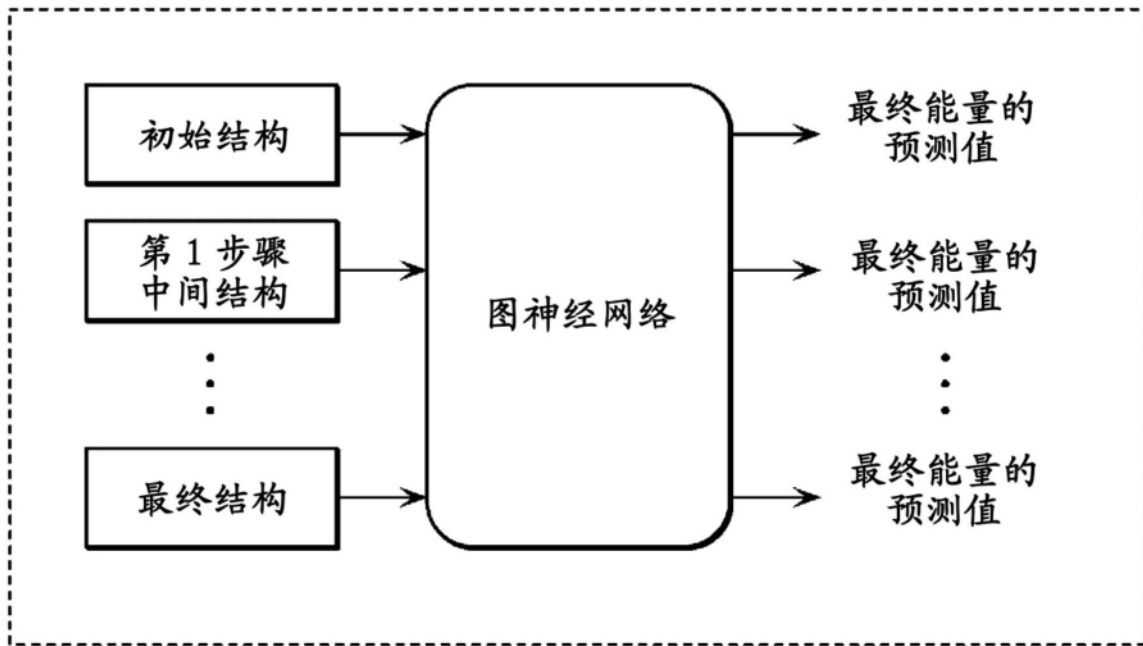 初始结构
最终能量的
预测值
第1步骤
中间结构
最终能量的
预测值
图神经网络
最终结构
最终能量的
预测值